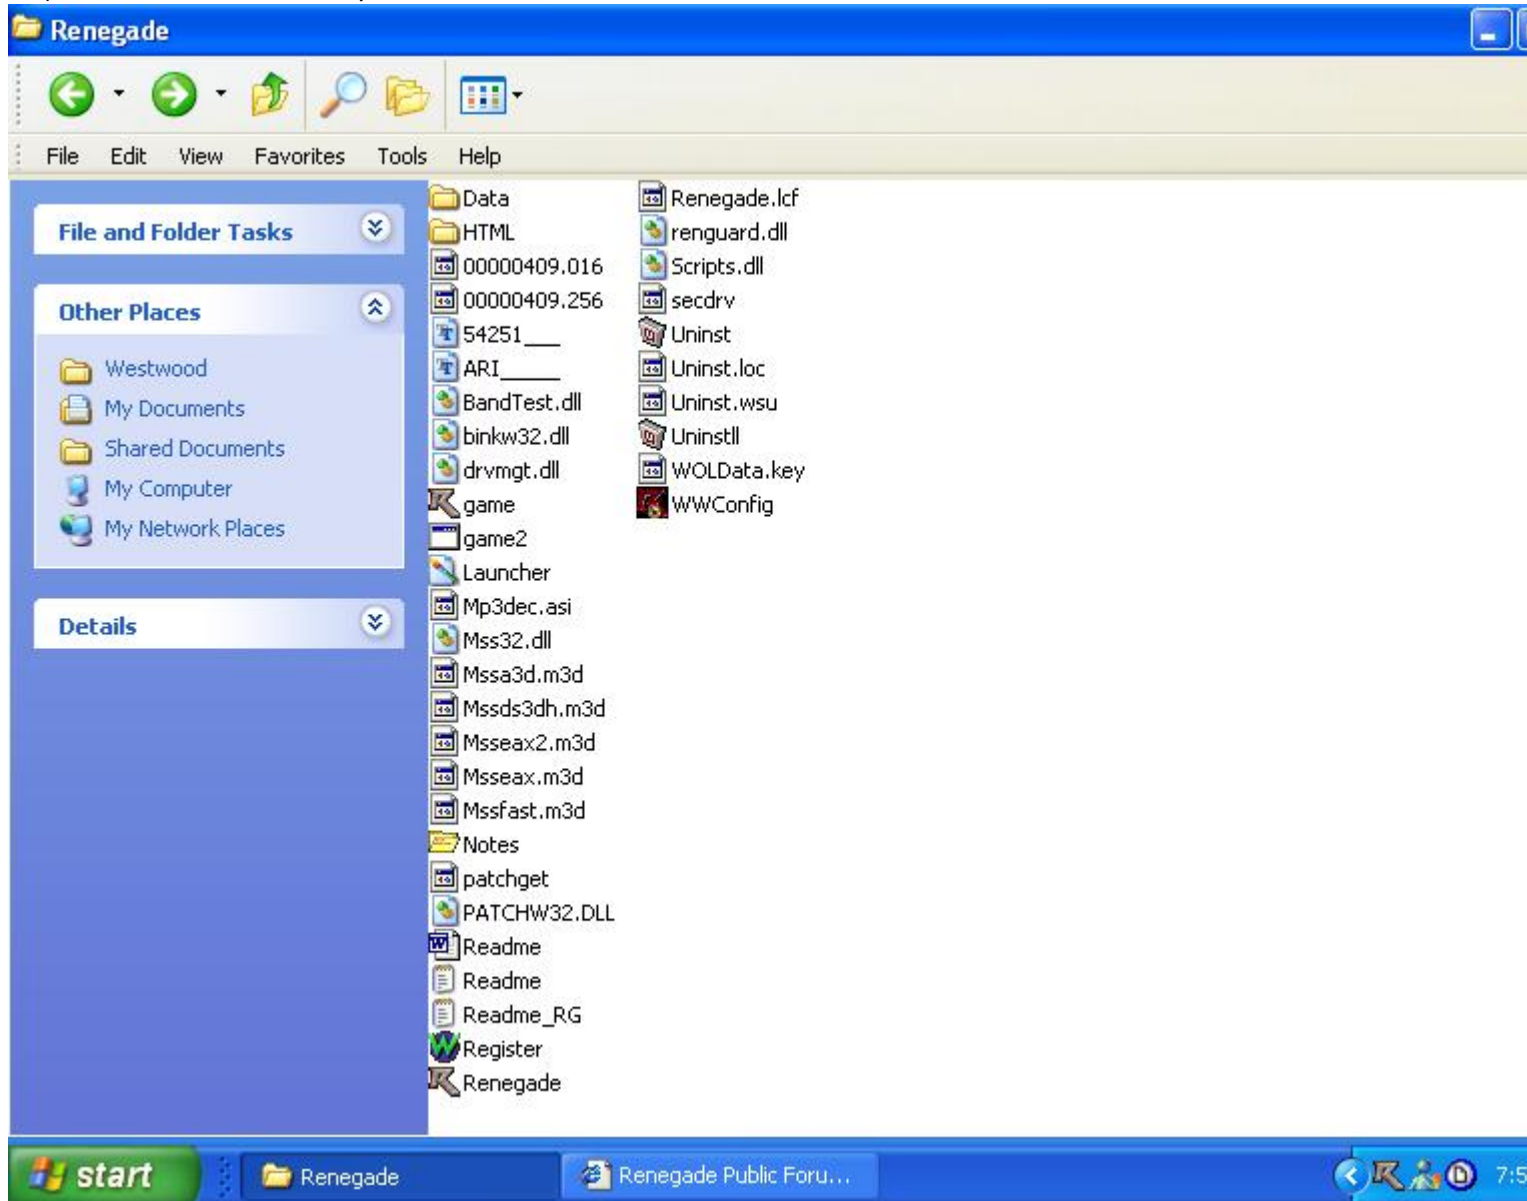 Renegade
File Edit View Favorites Tools Help
File and Folder Tasks
Other Places
Westwood
My Documents
Shared Documents
My Computer
My Network Places
Details
Data
HTML
00000409.016
00000409.256
54251___
ARI_____
BandTest.dll
binkw32.dll
drvmgt.dll
game
game2
Launcher
Mp3dec.asi
Mss32.dll
Mssa3d.m3d
Mssds3dh.m3d
Msseax2.m3d
Msseax.m3d
Mssfast.m3d
Notes
patchget
PATCHW32.DLL
Readme
Readme
Readme_RG
Register
Renegade
Renegade.lcf
renguard.dll
Scripts.dll
secdrv
Uninst
Uninst.loc
Uninst.wsu
Uninstll
WOLData.key
WWConfig
start Renegade Renegade Public Foru... 7:5